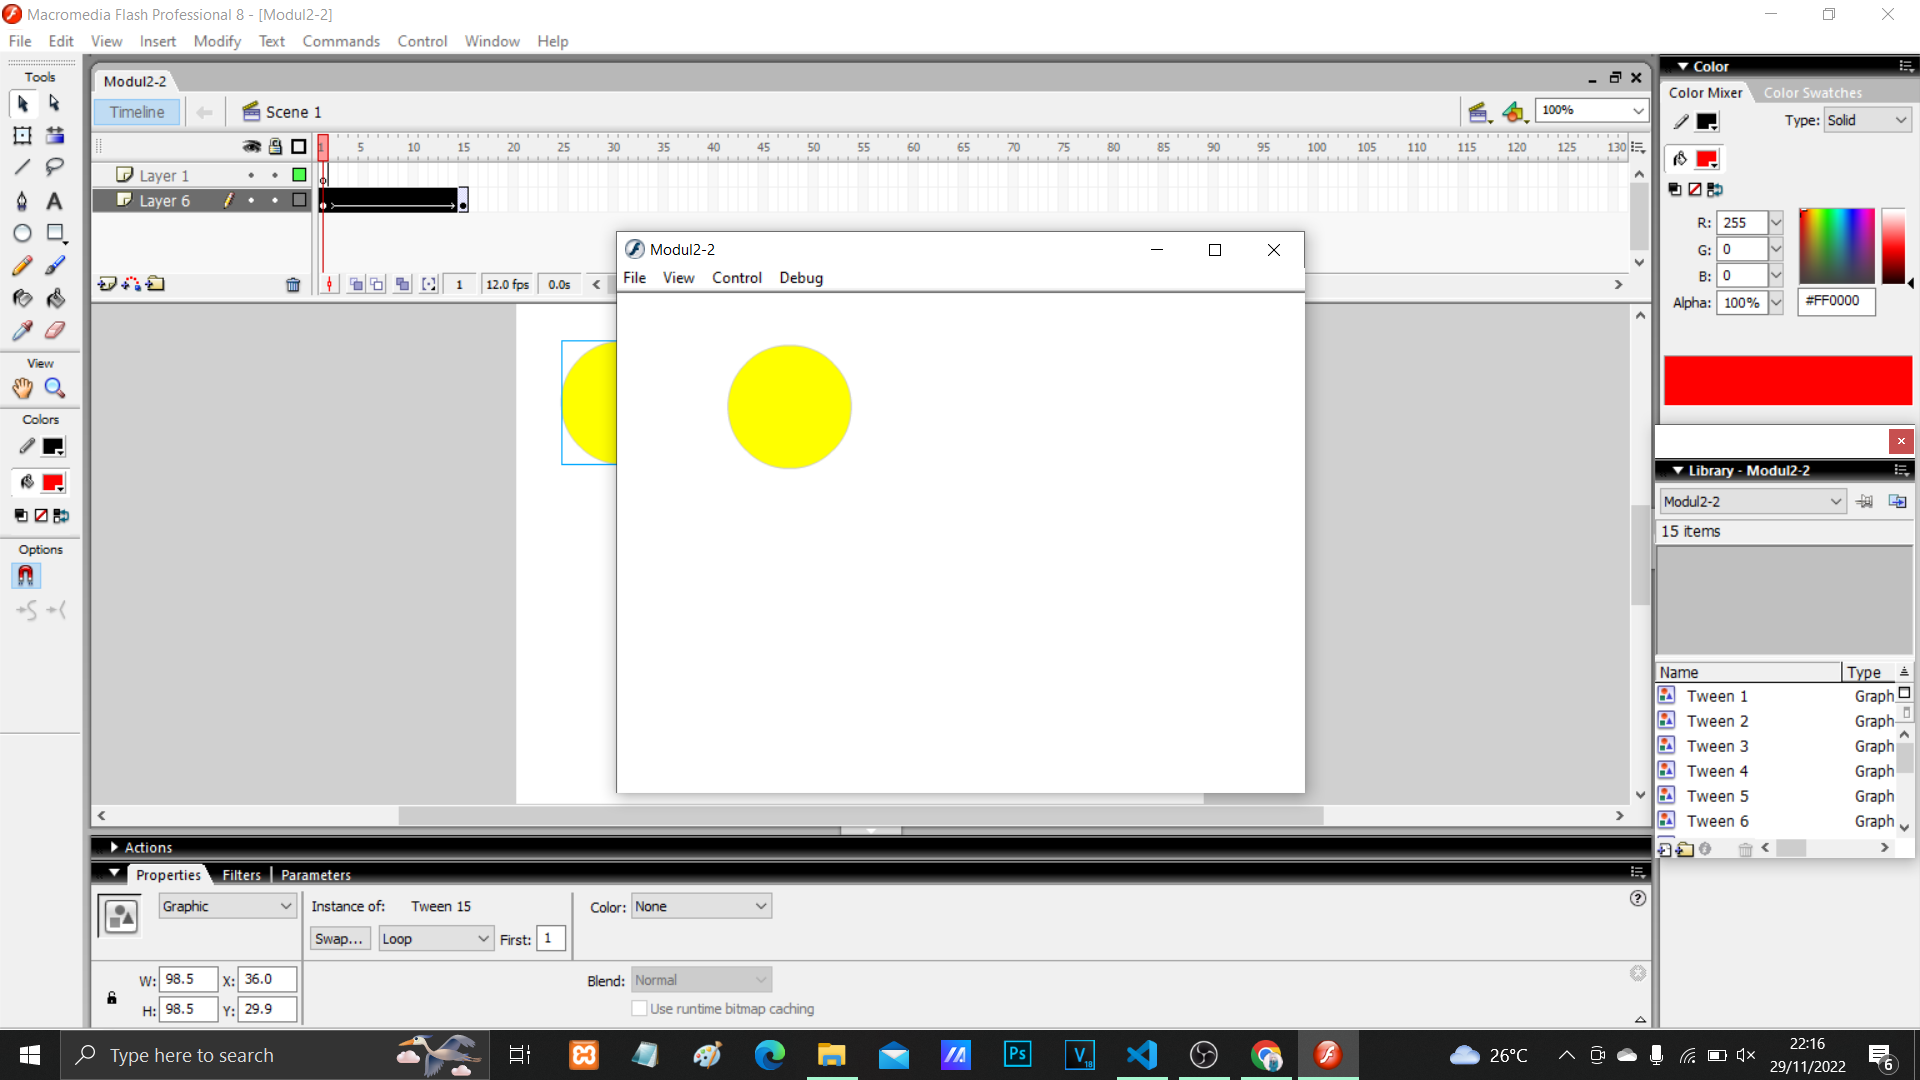 Macromedia Flash Professional 8 - [Modul2-2]
File Edit View Insert Modify Text Commands Control Window Help
Tools
Modul2-2
Timeline
Scene 1
100%
1 5 10 15 20 25 30 35 40 45 50 55 60 65 70 75 80 85 90 95 100 105 110 115 120 125 130
Layer 1
Layer 6
1 12.0 fps 0.0s
View
Colors
Options
Modul2-2
File View Control Debug
Color
Color Mixer Color Swatches
Type: Solid
R: 255
G: 0
B: 0
Alpha: 100% #FF0000
Library - Modul2-2
Modul2-2
15 items
Name Type
Tween 1 Graph
Tween 2 Graph
Tween 3 Graph
Tween 4 Graph
Tween 5 Graph
Tween 6 Graph
Actions
Properties Filters Parameters
Graphic
Instance of: Tween 15
Color: None
Swap... Loop First: 1
W: 98.5 X: 36.0
H: 98.5 Y: 29.9
Blend: Normal
Use runtime bitmap caching
Type here to search
Ps
V 18
26°C
22:16
29/11/2022
6